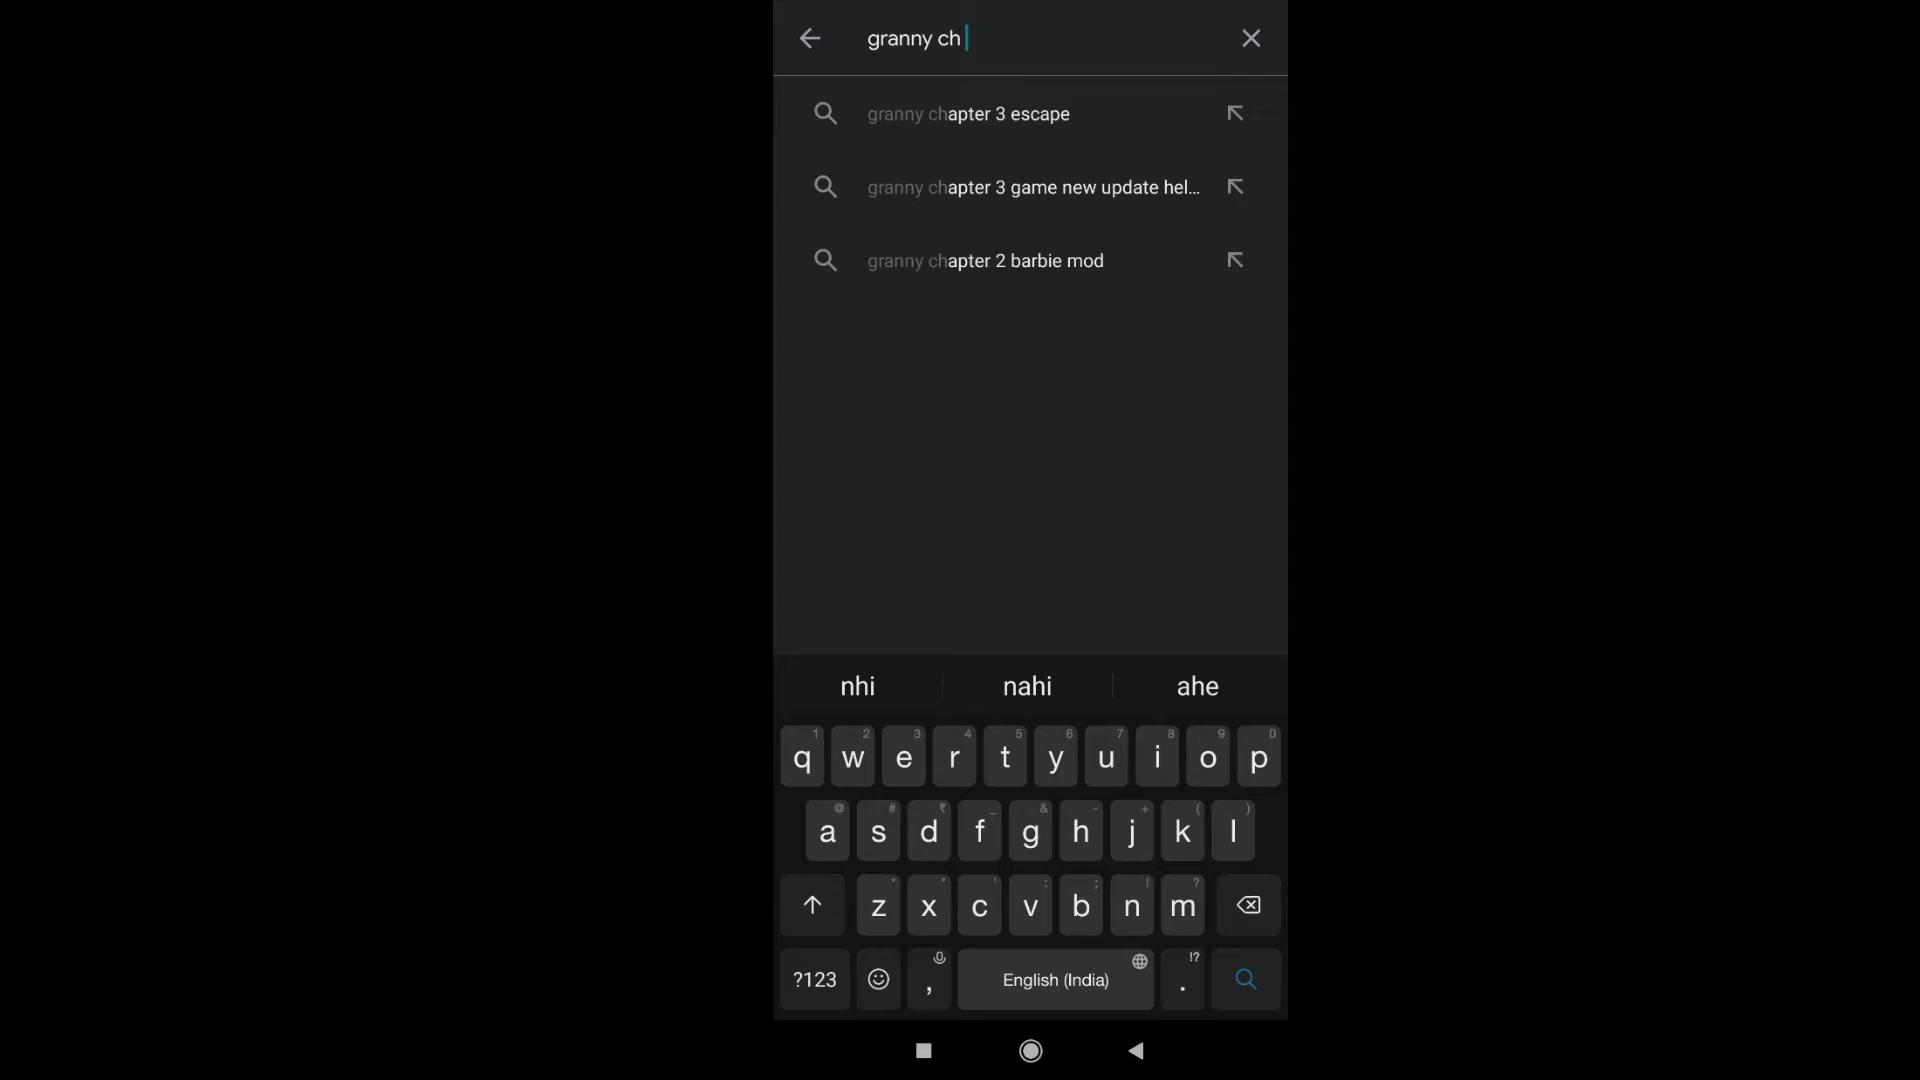 granny ch
granny chapter 3 escape
granny chapter 3 game new update hel...
granny chapter 2 barbie mod
nhi nahi ahe
1 2 3 4 5 6 7 8 9 0
q w e r t y u i o p
@ # ₹ _ & - + ( )
a s d f g h j k l
" ' : ; ! ?
z x c v b n m
!?
?123 , English (India) .